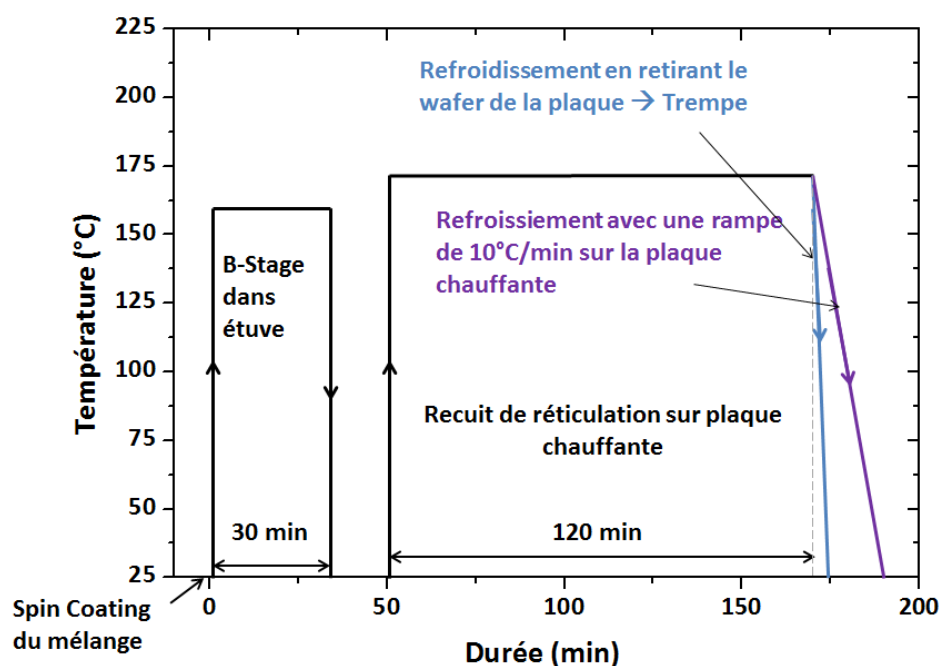 225
200
175
150
125
100
75
50
25
Température (°C)
Refroidissement en retirant le
wafer de la plaque → Trempe
Refroissiement avec une rampe
de 10°C/min sur la plaque
chauffante
B-Stage
dans
étuve
Recuit de réticulation sur plaque
chauffante
30 min
120 min
Spin Coating
du mélange
0
50
100
150
200
Durée (min)